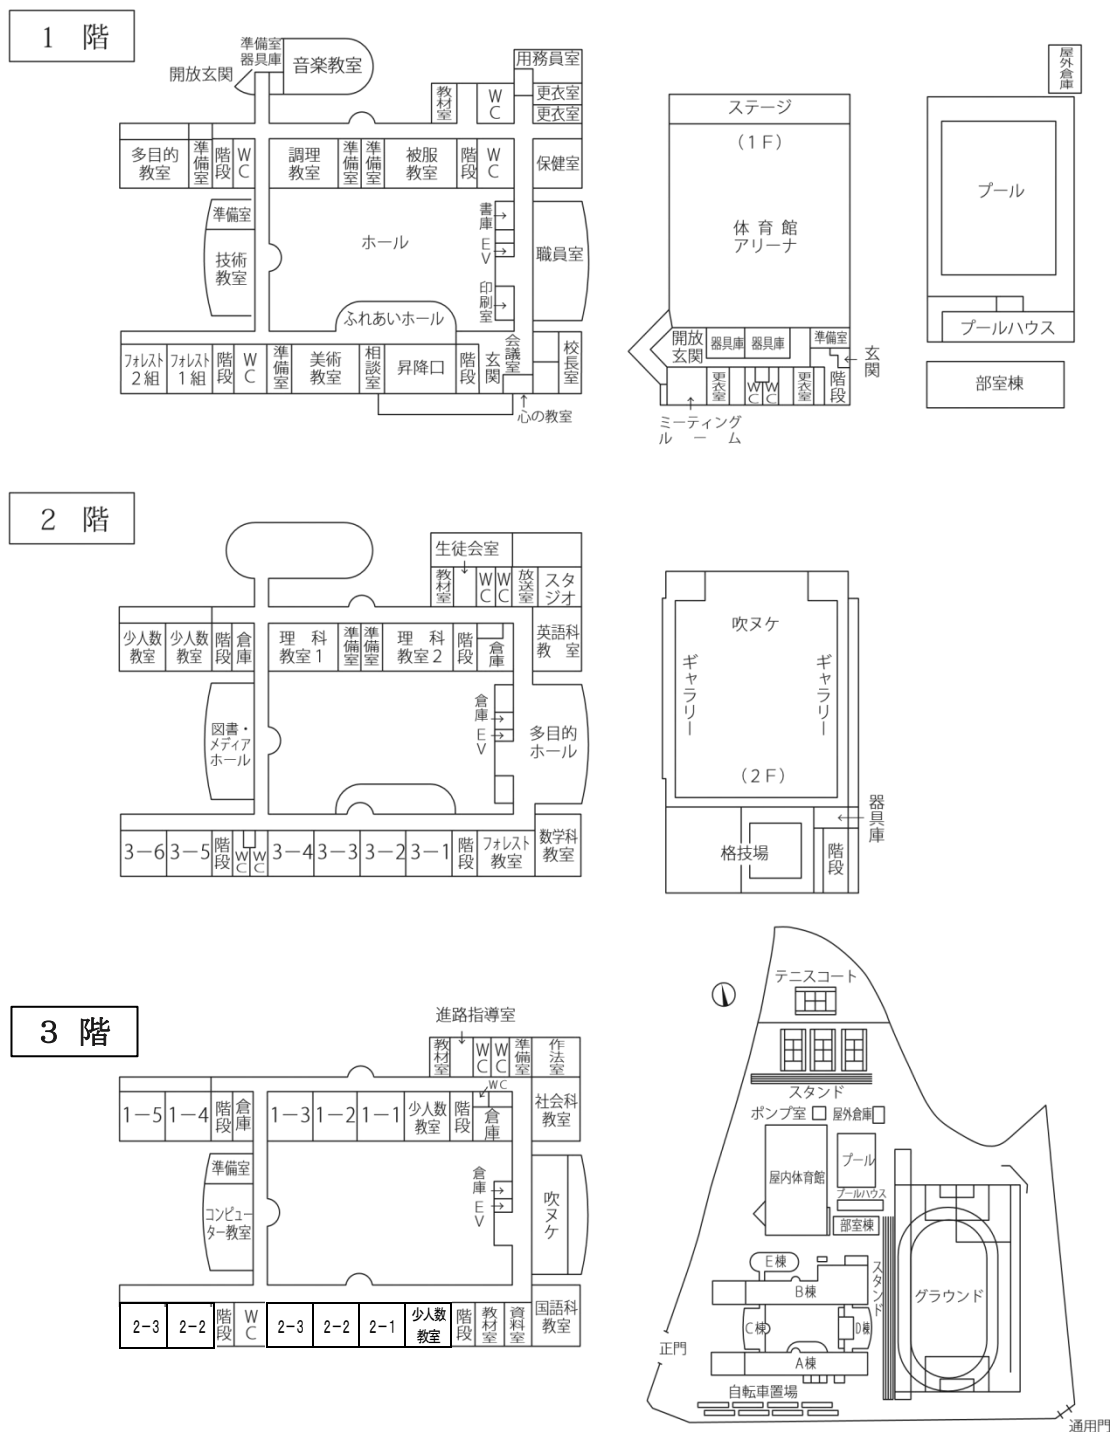 1 階
準備室
器具庫
音楽教室
開放玄関
用務員室
教材室
WC
更衣室
更衣室
多目的
教室
準備室
階段
WC
調理
教室
準備室
準備室
被服
教室
階段
WC
保健室
準備室
技術
教室
ホール
書庫
EV
印刷室
職員室
ふれあいホール
フォレスト
2組
フォレスト
1組
階段
WC
準備室
美術
教室
相談室
昇降口
階段
玄関
会議室
校長室
心の教室
ステージ
(1F)
体育館
アリーナ
開放
玄関
器具庫
器具庫
準備室
玄関
更衣室
WC
WC
更衣室
階段
ミーティング
ルーム
屋外倉庫
プール
プールハウス
部室棟
2 階
生徒会室
教材室
WC
WC
放送室
スタ
ジオ
少人数
教室
少人数
教室
階段
倉庫
理科
教室1
準備室
準備室
理科
教室2
階段
倉庫
英語科
教室
図書・
メディア
ホール
倉庫
EV
多目的
ホール
3−6
3−5
階段
WC
WC
3−4
3−3
3−2
3−1
階段
フォレスト
教室
数学科
教室
吹ヌケ
ギャラリー
ギャラリー
(2F)
器具庫
格技場
階段
3 階
進路指導室
教材室
WC
WC
準備室
作法室
1−5
1−4
階段
倉庫
1−3
1−2
1−1
少人数
教室
階段
WC
倉庫
社会科
教室
準備室
コンピュ
ーター教室
倉庫
EV
吹ヌケ
2-3
2-2
階段
WC
2-3
2-2
2-1
少人数
教室
階段
教材室
資料室
国語科
教室
テニスコート
スタンド
ポンプ室
屋外倉庫
屋内体育館
プール
プールハウス
部室棟
E棟
B棟
スタンド
グラウンド
C棟
D棟
A棟
正門
自転車置場
通用門